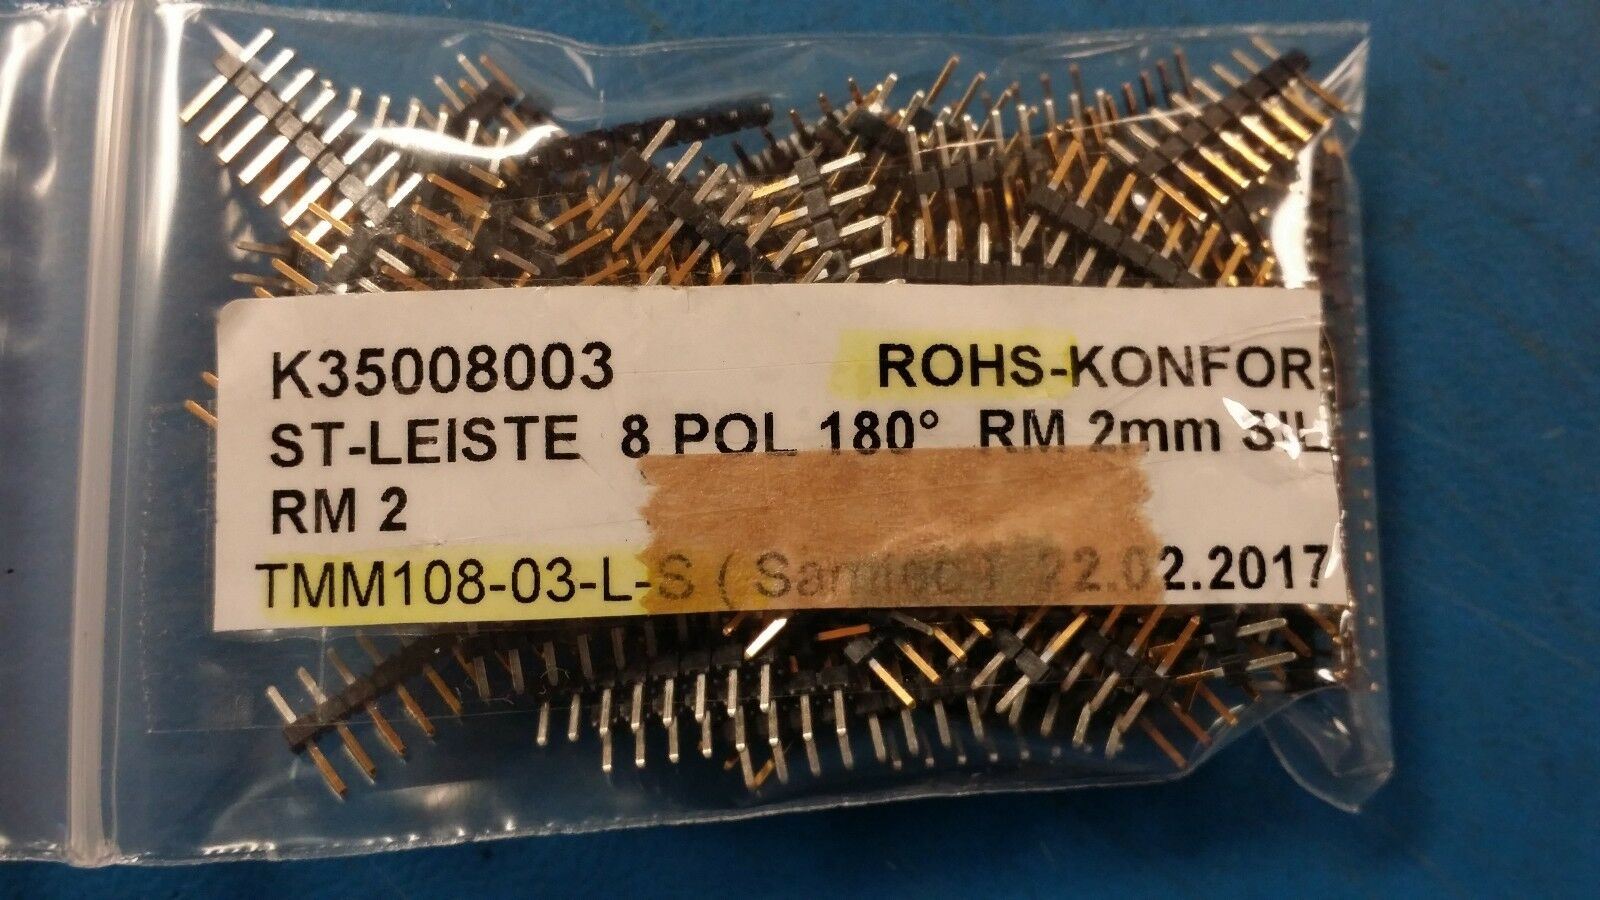 K35008003 ROHS-KONFOR
ST-LEISTE 8 POL 180° RM 2mm SIL
RM 2
TMM108-03-L-S ( Samtec ) 22.02.2017